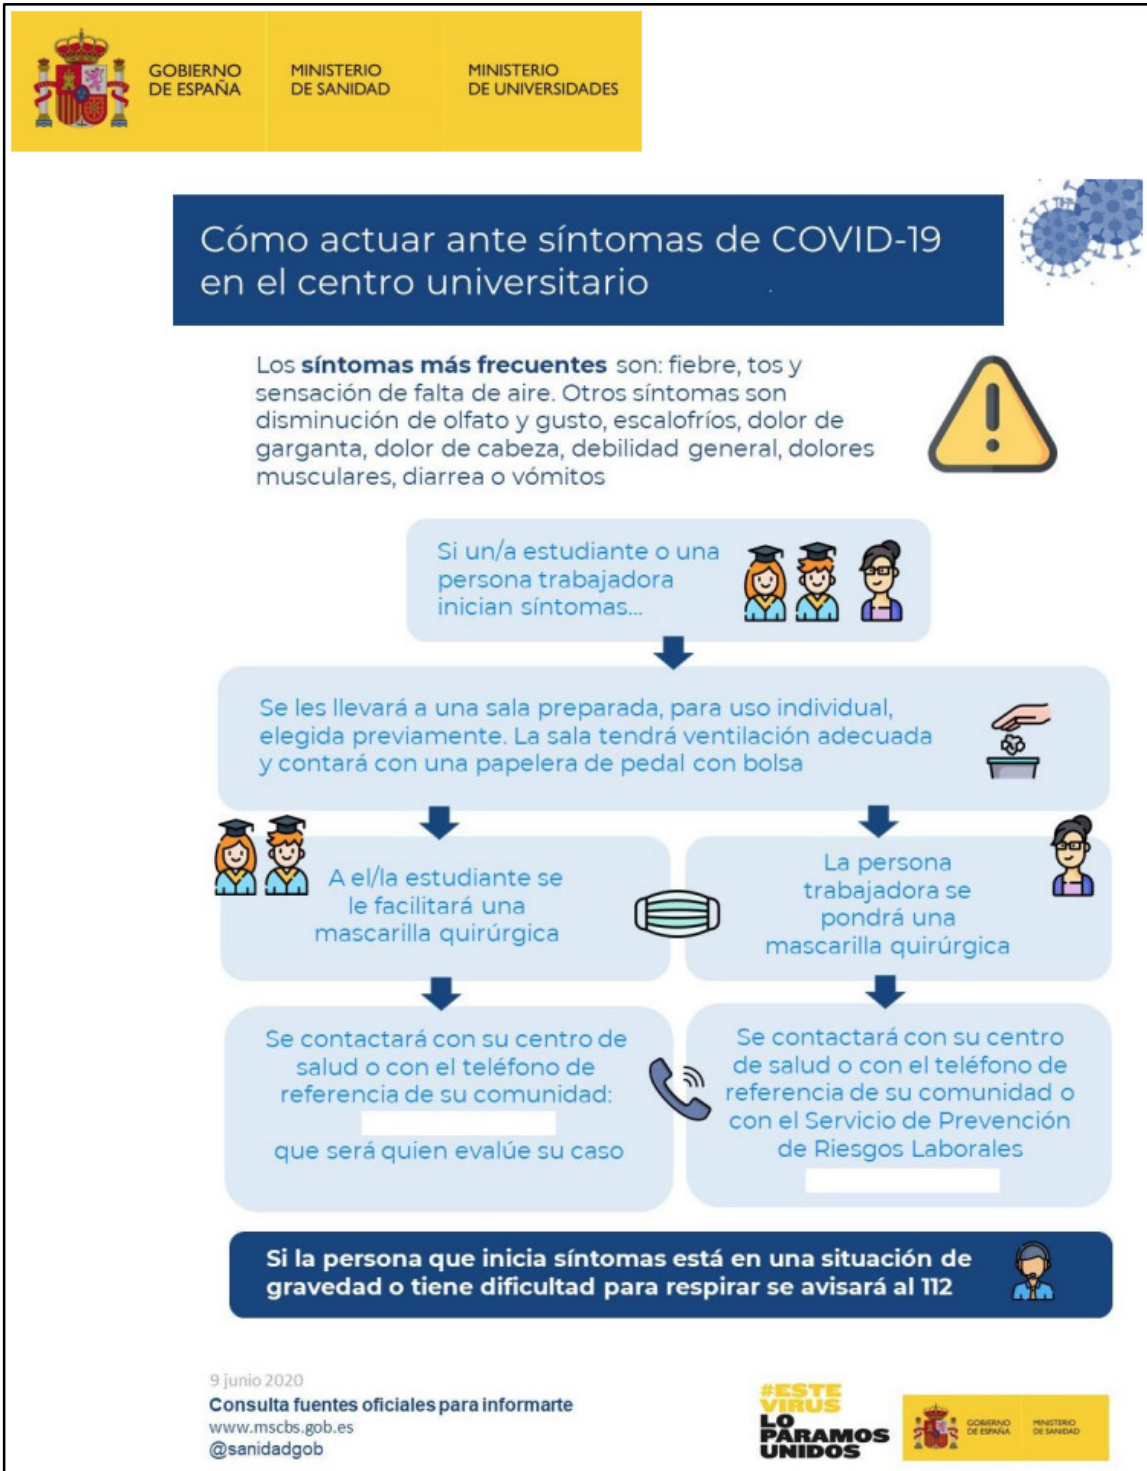 GOBIERNO
DE ESPAÑA
MINISTERIO
DE SANIDAD
MINISTERIO
DE UNIVERSIDADES
Cómo actuar ante síntomas de COVID-19
en el centro universitario
Los síntomas más frecuentes son: fiebre, tos y
sensación de falta de aire. Otros síntomas son
disminución de olfato y gusto, escalofríos, dolor de
garganta, dolor de cabeza, debilidad general, dolores
musculares, diarrea o vómitos
Si un/a estudiante o una
persona trabajadora
inician síntomas...
Se les llevará a una sala preparada, para uso individual,
elegida previamente. La sala tendrá ventilación adecuada
y contará con una papelera de pedal con bolsa
A el/la estudiante se
le facilitará una
mascarilla quirúrgica
La persona
trabajadora se
pondrá una
mascarilla quirúrgica
Se contactará con su centro de
salud o con el teléfono de
referencia de su comunidad:
que será quien evalúe su caso
Se contactará con su centro
de salud o con el teléfono de
referencia de su comunidad o
con el Servicio de Prevención
de Riesgos Laborales
Si la persona que inicia síntomas está en una situación de
gravedad o tiene dificultad para respirar se avisará al 112
9 junio 2020
Consulta fuentes oficiales para informarte
www.mscbs.gob.es
@sanidadgob
#ESTE
VIRUS
LO
PARAMOS
UNIDOS
GOBIERNO
DE ESPAÑA
MINISTERIO
DE SANIDAD